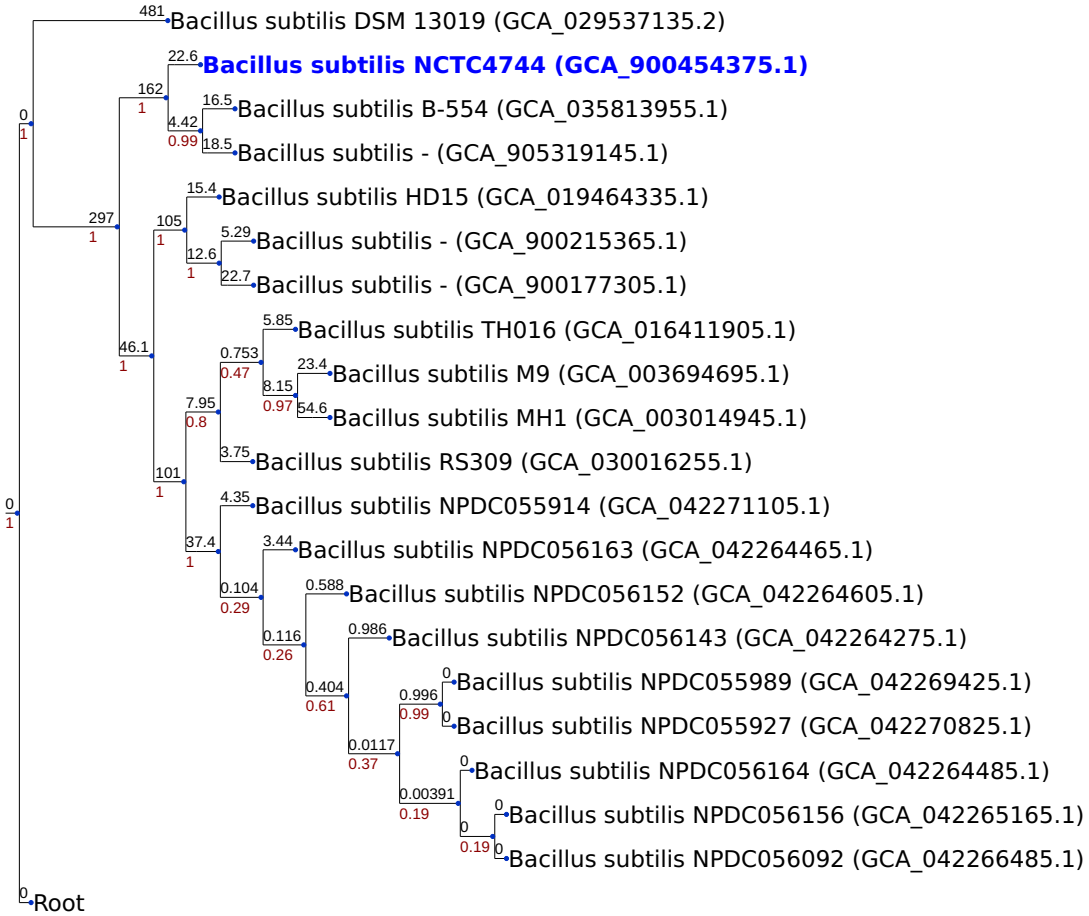 481 Bacillus subtilis DSM 13019 (GCA_029537135.2)
22.6 Bacillus subtilis NCTC4744 (GCA_900454375.1)
162
1
16.5 Bacillus subtilis B-554 (GCA_035813955.1)
0
1
4.42
0.99
18.5 Bacillus subtilis - (GCA_905319145.1)
15.4 Bacillus subtilis HD15 (GCA_019464335.1)
297
1
105
1
5.29 Bacillus subtilis - (GCA_900215365.1)
12.6
1
22.7 Bacillus subtilis - (GCA_900177305.1)
5.85 Bacillus subtilis TH016 (GCA_016411905.1)
46.1
1
0.753
0.47
23.4 Bacillus subtilis M9 (GCA_003694695.1)
8.15
0.97
7.95
0.8
54.6 Bacillus subtilis MH1 (GCA_003014945.1)
3.75 Bacillus subtilis RS309 (GCA_030016255.1)
101
1
4.35 Bacillus subtilis NPDC055914 (GCA_042271105.1)
0
1
37.4
1
3.44 Bacillus subtilis NPDC056163 (GCA_042264465.1)
0.104
0.29
0.588 Bacillus subtilis NPDC056152 (GCA_042264605.1)
0.116
0.26
0.986 Bacillus subtilis NPDC056143 (GCA_042264275.1)
0.404
0.61
0 Bacillus subtilis NPDC055989 (GCA_042269425.1)
0.996
0.99
0 Bacillus subtilis NPDC055927 (GCA_042270825.1)
0.0117
0.37
0 Bacillus subtilis NPDC056164 (GCA_042264485.1)
0.00391
0.19
0 Bacillus subtilis NPDC056156 (GCA_042265165.1)
0
0.19
0 Bacillus subtilis NPDC056092 (GCA_042266485.1)
0 Root